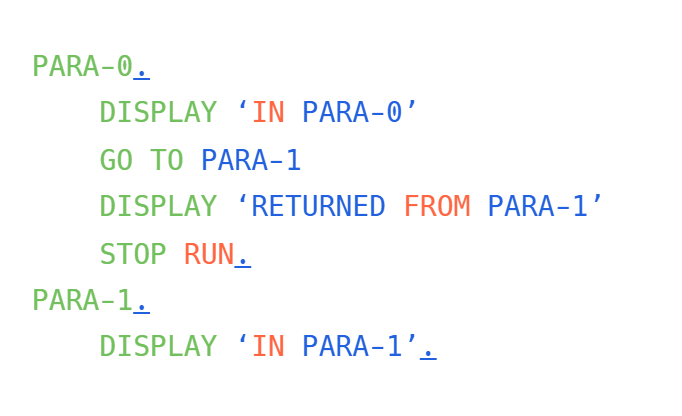 PARA-0.
DISPLAY ‘IN PARA-0’
GO TO PARA-1
DISPLAY ‘RETURNED FROM PARA-1’
STOP RUN.
PARA-1.
DISPLAY ‘IN PARA-1’.